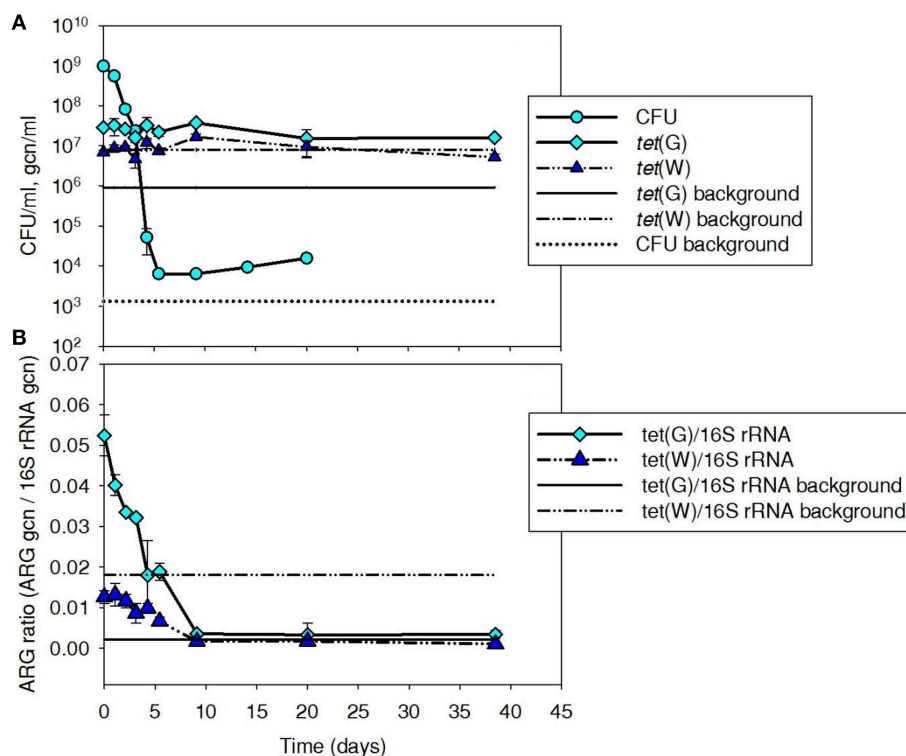 A
10^10
10^9
10^8
10^7
10^6
10^5
10^4
10^3
10^2
CFU/ml, gcn/ml
CFU
tet(G)
tet(W)
tet(G) background
tet(W) background
CFU background
B
0.07
0.06
0.05
0.04
0.03
0.02
0.01
0.00
ARG ratio (ARG gcn / 16S rRNA gcn)
tet(G)/16S rRNA
tet(W)/16S rRNA
tet(G)/16S rRNA background
tet(W)/16S rRNA background
0 5 10 15 20 25 30 35 40 45
Time (days)